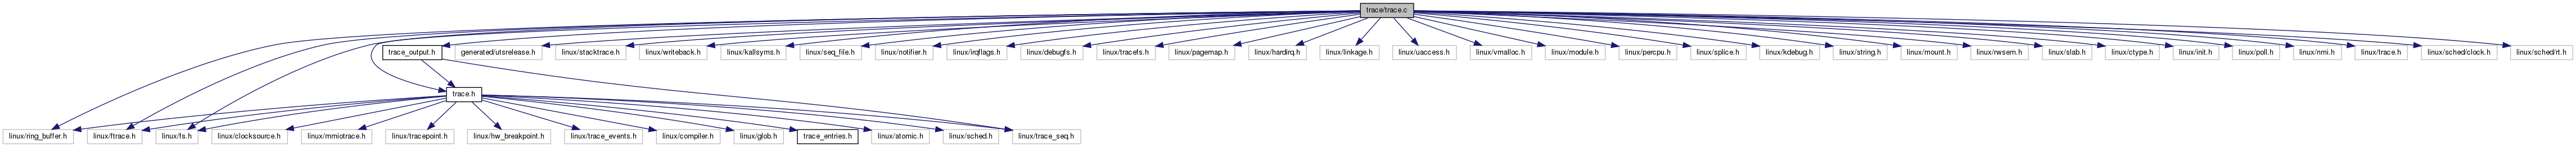 trace/trace.c
trace_output.h
generated/utsrelease.h
linux/stacktrace.h
linux/writeback.h
linux/kallsyms.h
linux/seq_file.h
linux/notifier.h
linux/irqflags.h
linux/debugfs.h
linux/tracefs.h
linux/pagemap.h
linux/hardirq.h
linux/linkage.h
linux/uaccess.h
linux/vmalloc.h
linux/module.h
linux/percpu.h
linux/splice.h
linux/kdebug.h
linux/string.h
linux/mount.h
linux/rwsem.h
linux/slab.h
linux/ctype.h
linux/init.h
linux/poll.h
linux/nmi.h
linux/trace.h
linux/sched/clock.h
linux/sched/rt.h
trace.h
linux/ring_buffer.h
linux/ftrace.h
linux/fs.h
linux/clocksource.h
linux/mmiotrace.h
linux/tracepoint.h
linux/hw_breakpoint.h
linux/trace_events.h
linux/compiler.h
linux/glob.h
trace_entries.h
linux/atomic.h
linux/sched.h
linux/trace_seq.h